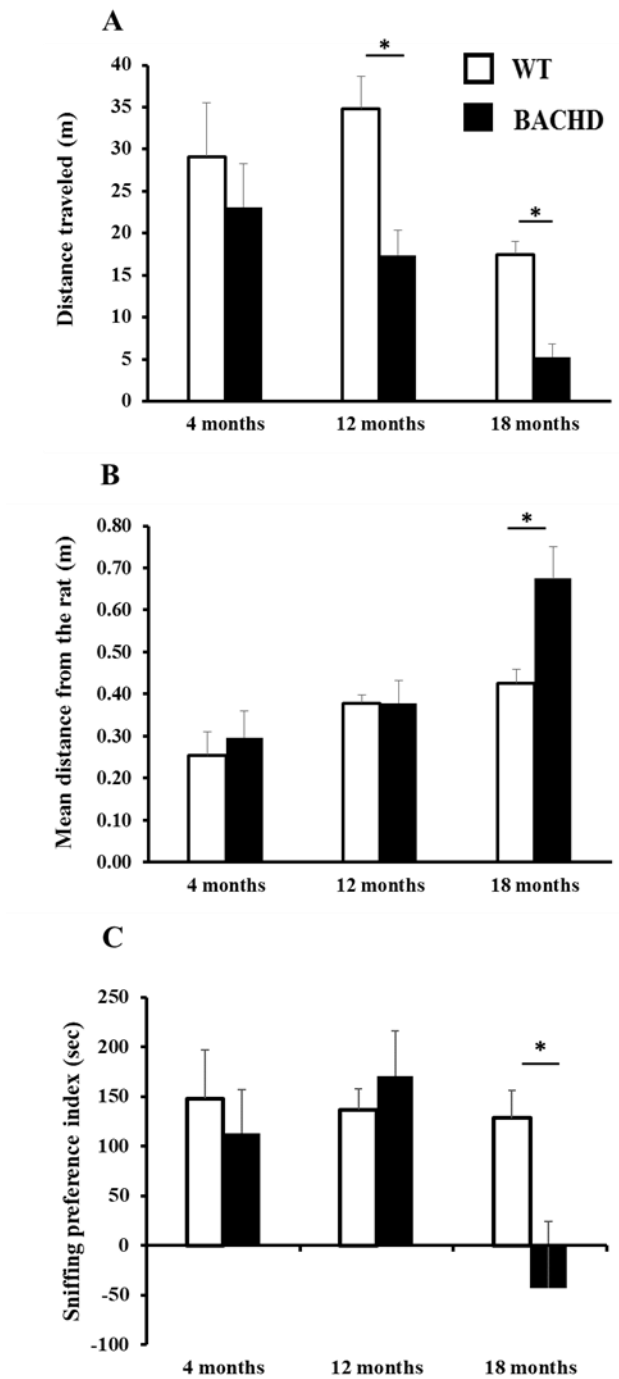 A
*
WT
BACHD
*
Distance traveled (m)
40
35
30
25
20
15
10
5
0
4 months 12 months 18 months
B
*
Mean distance from the rat (m)
0.80
0.70
0.60
0.50
0.40
0.30
0.20
0.10
0.00
4 months 12 months 18 months
C
*
Sniffing preference index (sec)
250
200
150
100
50
0
-50
-100
4 months 12 months 18 months